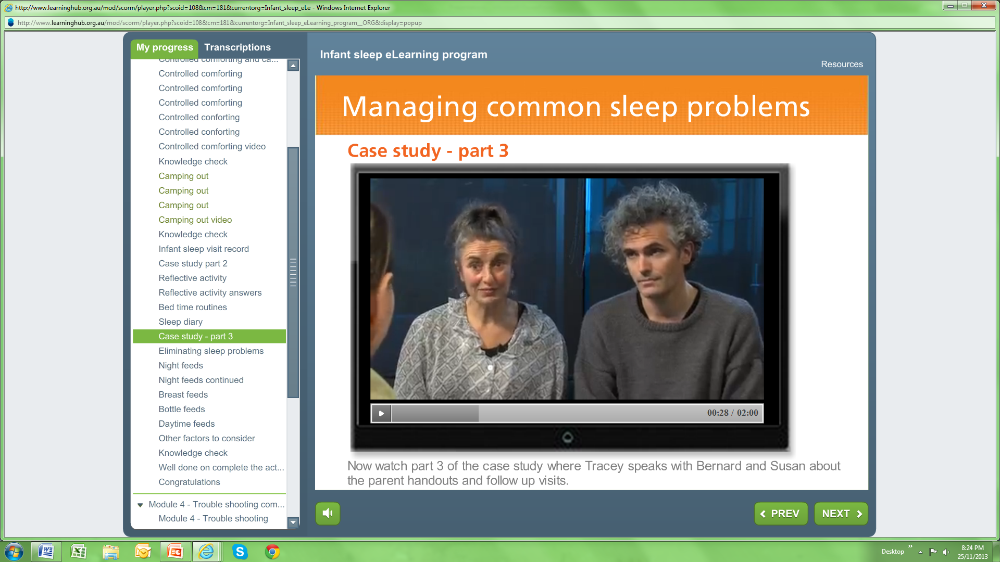 http://www.learninghub.org.au/mod/scorm/player.php?scoid=108&cm=181&currentorg=Infant_sleep_eLe - Windows Internet Explorer
http://www.learninghub.org.au/mod/scorm/player.php?scoid=108&cm=181&currentorg=Infant_sleep_eLearning_program__ORG&display=popup
My progress
Transcriptions
Controlled comforting and ca...
Controlled comforting
Controlled comforting
Controlled comforting
Controlled conforting
Controlled conforting
Controlled comforting video
Knowledge check
Camping out
Camping out
Camping out
Camping out video
Knowledge check
Infant sleep visit record
Case study part 2
Reflective activity
Reflective activity answers
Bed time routines
Sleep diary
Case study - part 3
Eliminating sleep problems
Night feeds
Night feeds continued
Breast feeds
Bottle feeds
Daytime feeds
Other factors to consider
Knowledge check
Well done on complete the act...
Congratulations
Module 4 - Trouble shooting com...
Module 4 - Trouble shooting
Infant sleep eLearning program
Resources
Managing common sleep problems
Case study - part 3
00:28 / 02:00
Now watch part 3 of the case study where Tracey speaks with Bernard and Susan about
the parent handouts and follow up visits.
PREV
NEXT
Desktop
8:24 PM
25/11/2013